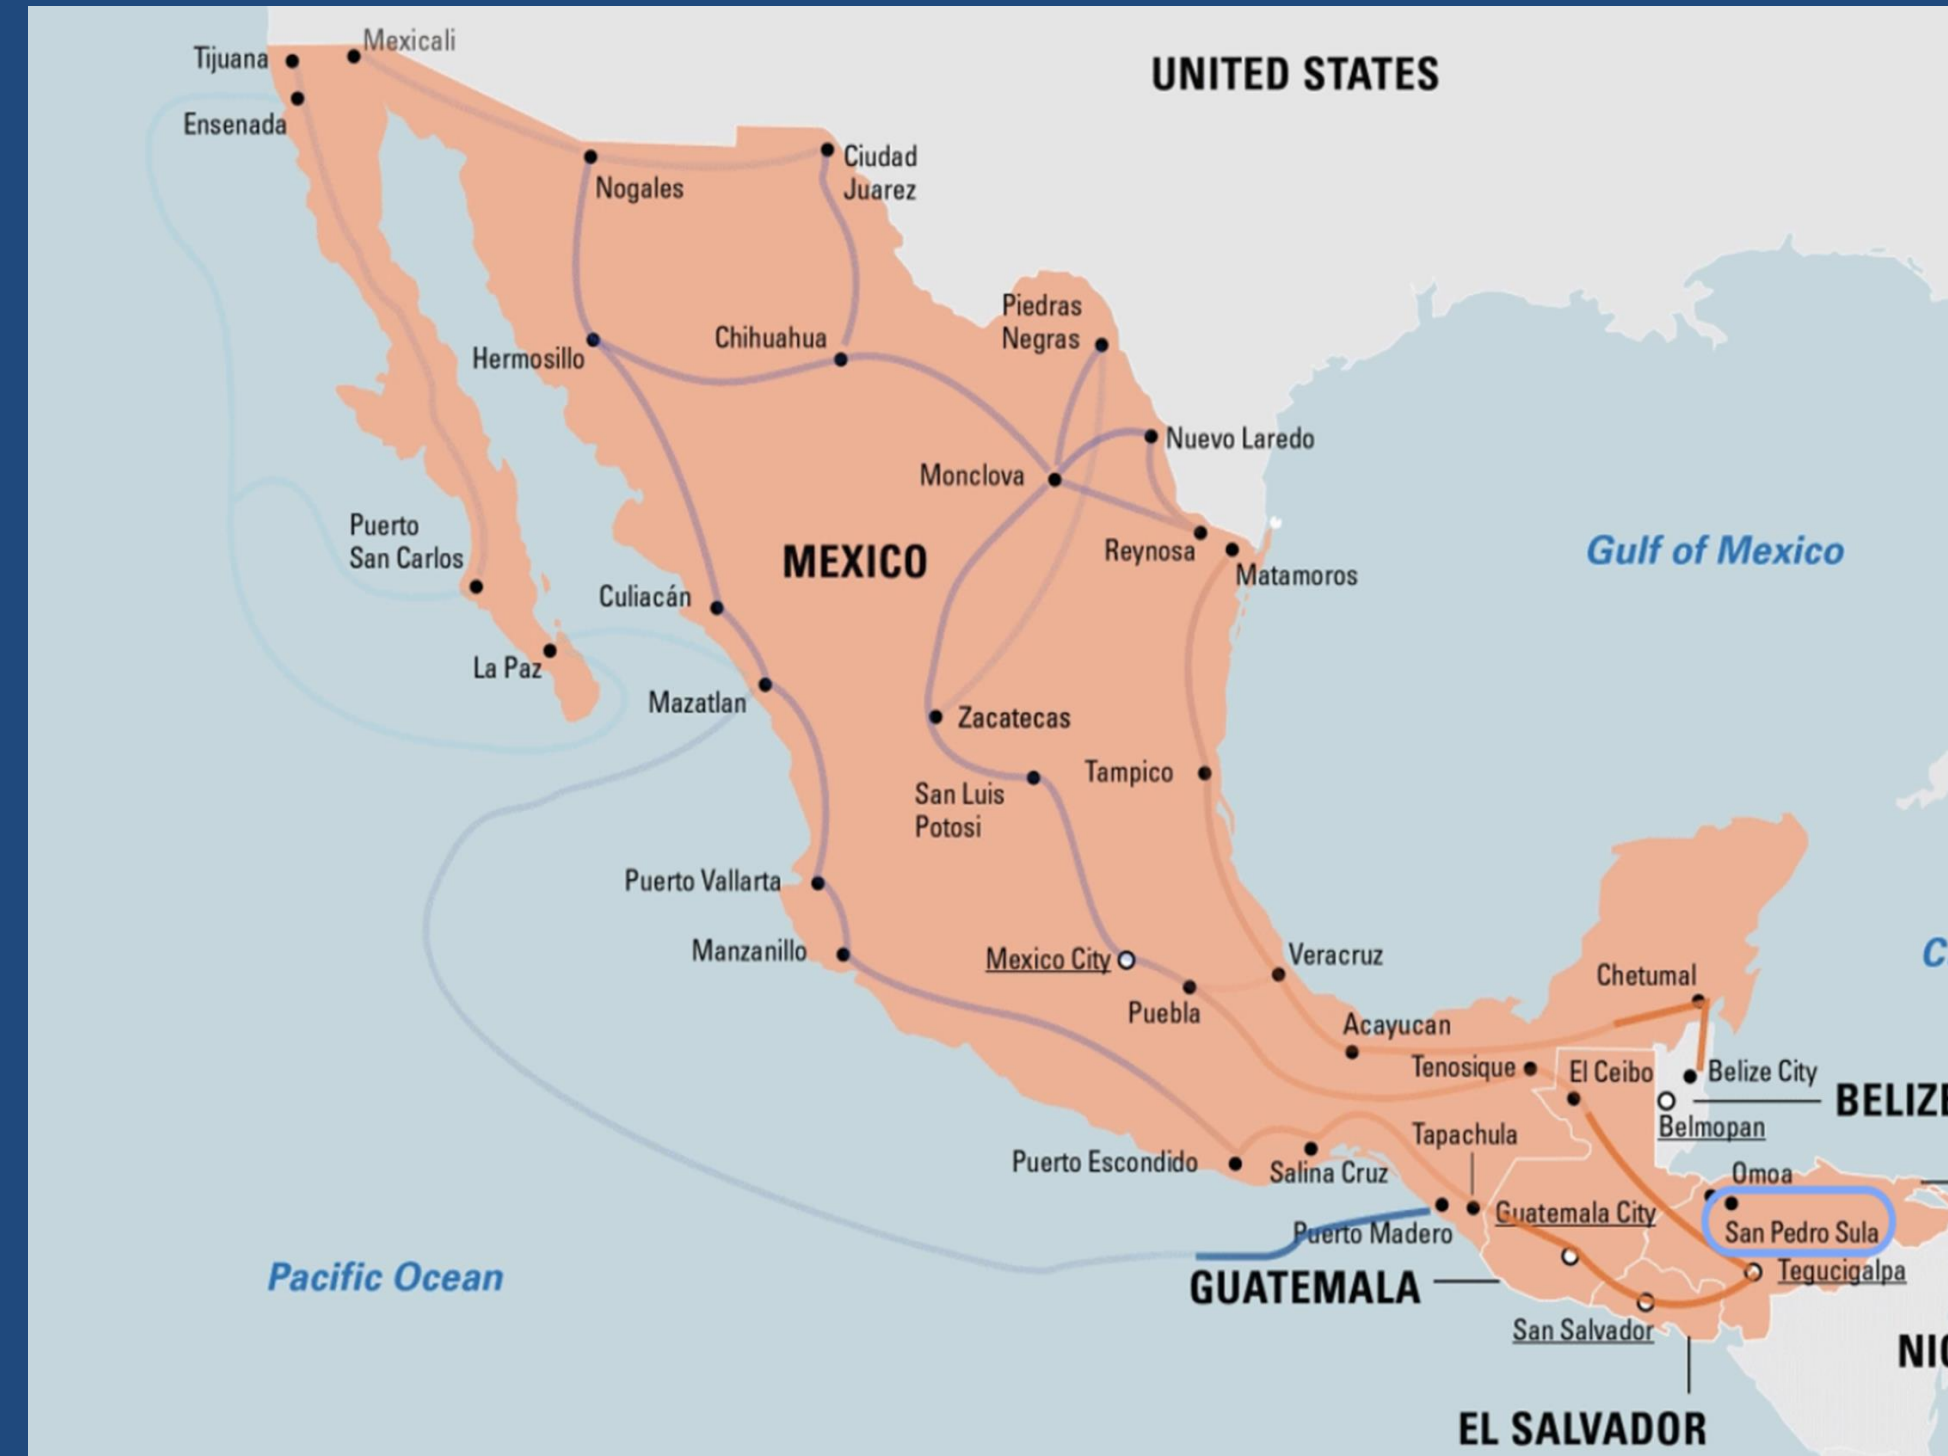 Mexicali
Tijuana
UNITED STATES
Ensenada
Ciudad
Juarez
Nogales
Piedras
Negras
Chihuahua
Hermosillo
Nuevo Laredo
Monclova
Puerto
San Carlos
MEXICO
Reynosa
Gulf of Mexico
Matamoros
Culiacán
La Paz
Mazatlan
Zacatecas
Tampico
San Luis
Potosi
Puerto Vallarta
Manzanillo
Mexico City
Veracruz
C
Chetumal
Puebla
Acayucan
Tenosique
El Ceibo
Belize City
BELIZE
Belmopan
Tapachula
Puerto Escondido
Salina Cruz
Omoa
Guatemala City
Puerto Madero
San Pedro Sula
Pacific Ocean
GUATEMALA
Tegucigalpa
San Salvador
NIC
EL SALVADOR